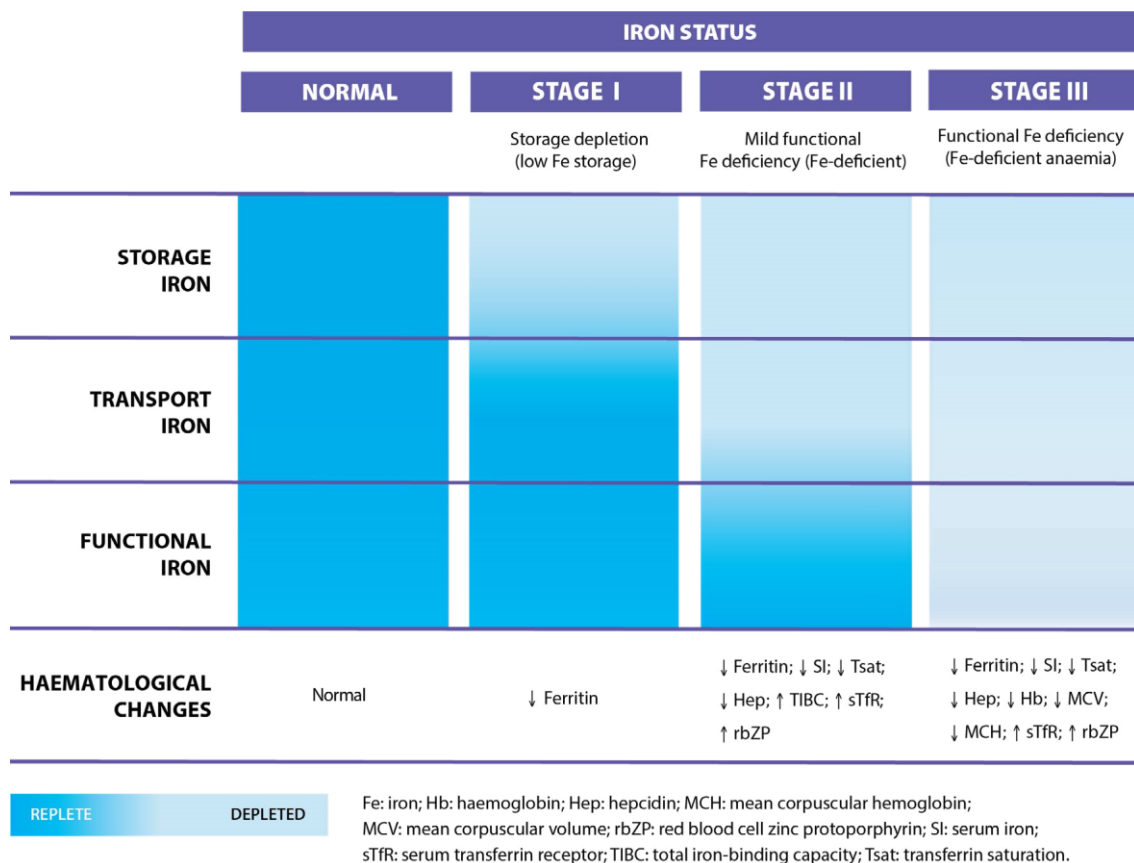 IRON STATUS
NORMAL
STAGE I
STAGE II
STAGE III
Storage depletion
(low Fe storage)
Mild functional
Fe deficiency (Fe-deficient)
Functional Fe deficiency
(Fe-deficient anaemia)
STORAGE
IRON
TRANSPORT
IRON
FUNCTIONAL
IRON
HAEMATOLOGICAL
CHANGES
Normal
↓ Ferritin
↓ Ferritin; ↓ SI; ↓ Tsat;
↓ Hep; ↑ TIBC; ↑ sTfR;
↑ rbZP
↓ Ferritin; ↓ SI; ↓ Tsat;
↓ Hep; ↓ Hb; ↓ MCV;
↓ MCH; ↑ sTfR; ↑ rbZP
REPLETE
DEPLETED
Fe: iron; Hb: haemoglobin; Hep: hepcidin; MCH: mean corpuscular hemoglobin;
MCV: mean corpuscular volume; rbZP: red blood cell zinc protoporphyrin; SI: serum iron;
sTfR: serum transferrin receptor; TIBC: total iron-binding capacity; Tsat: transferrin saturation.